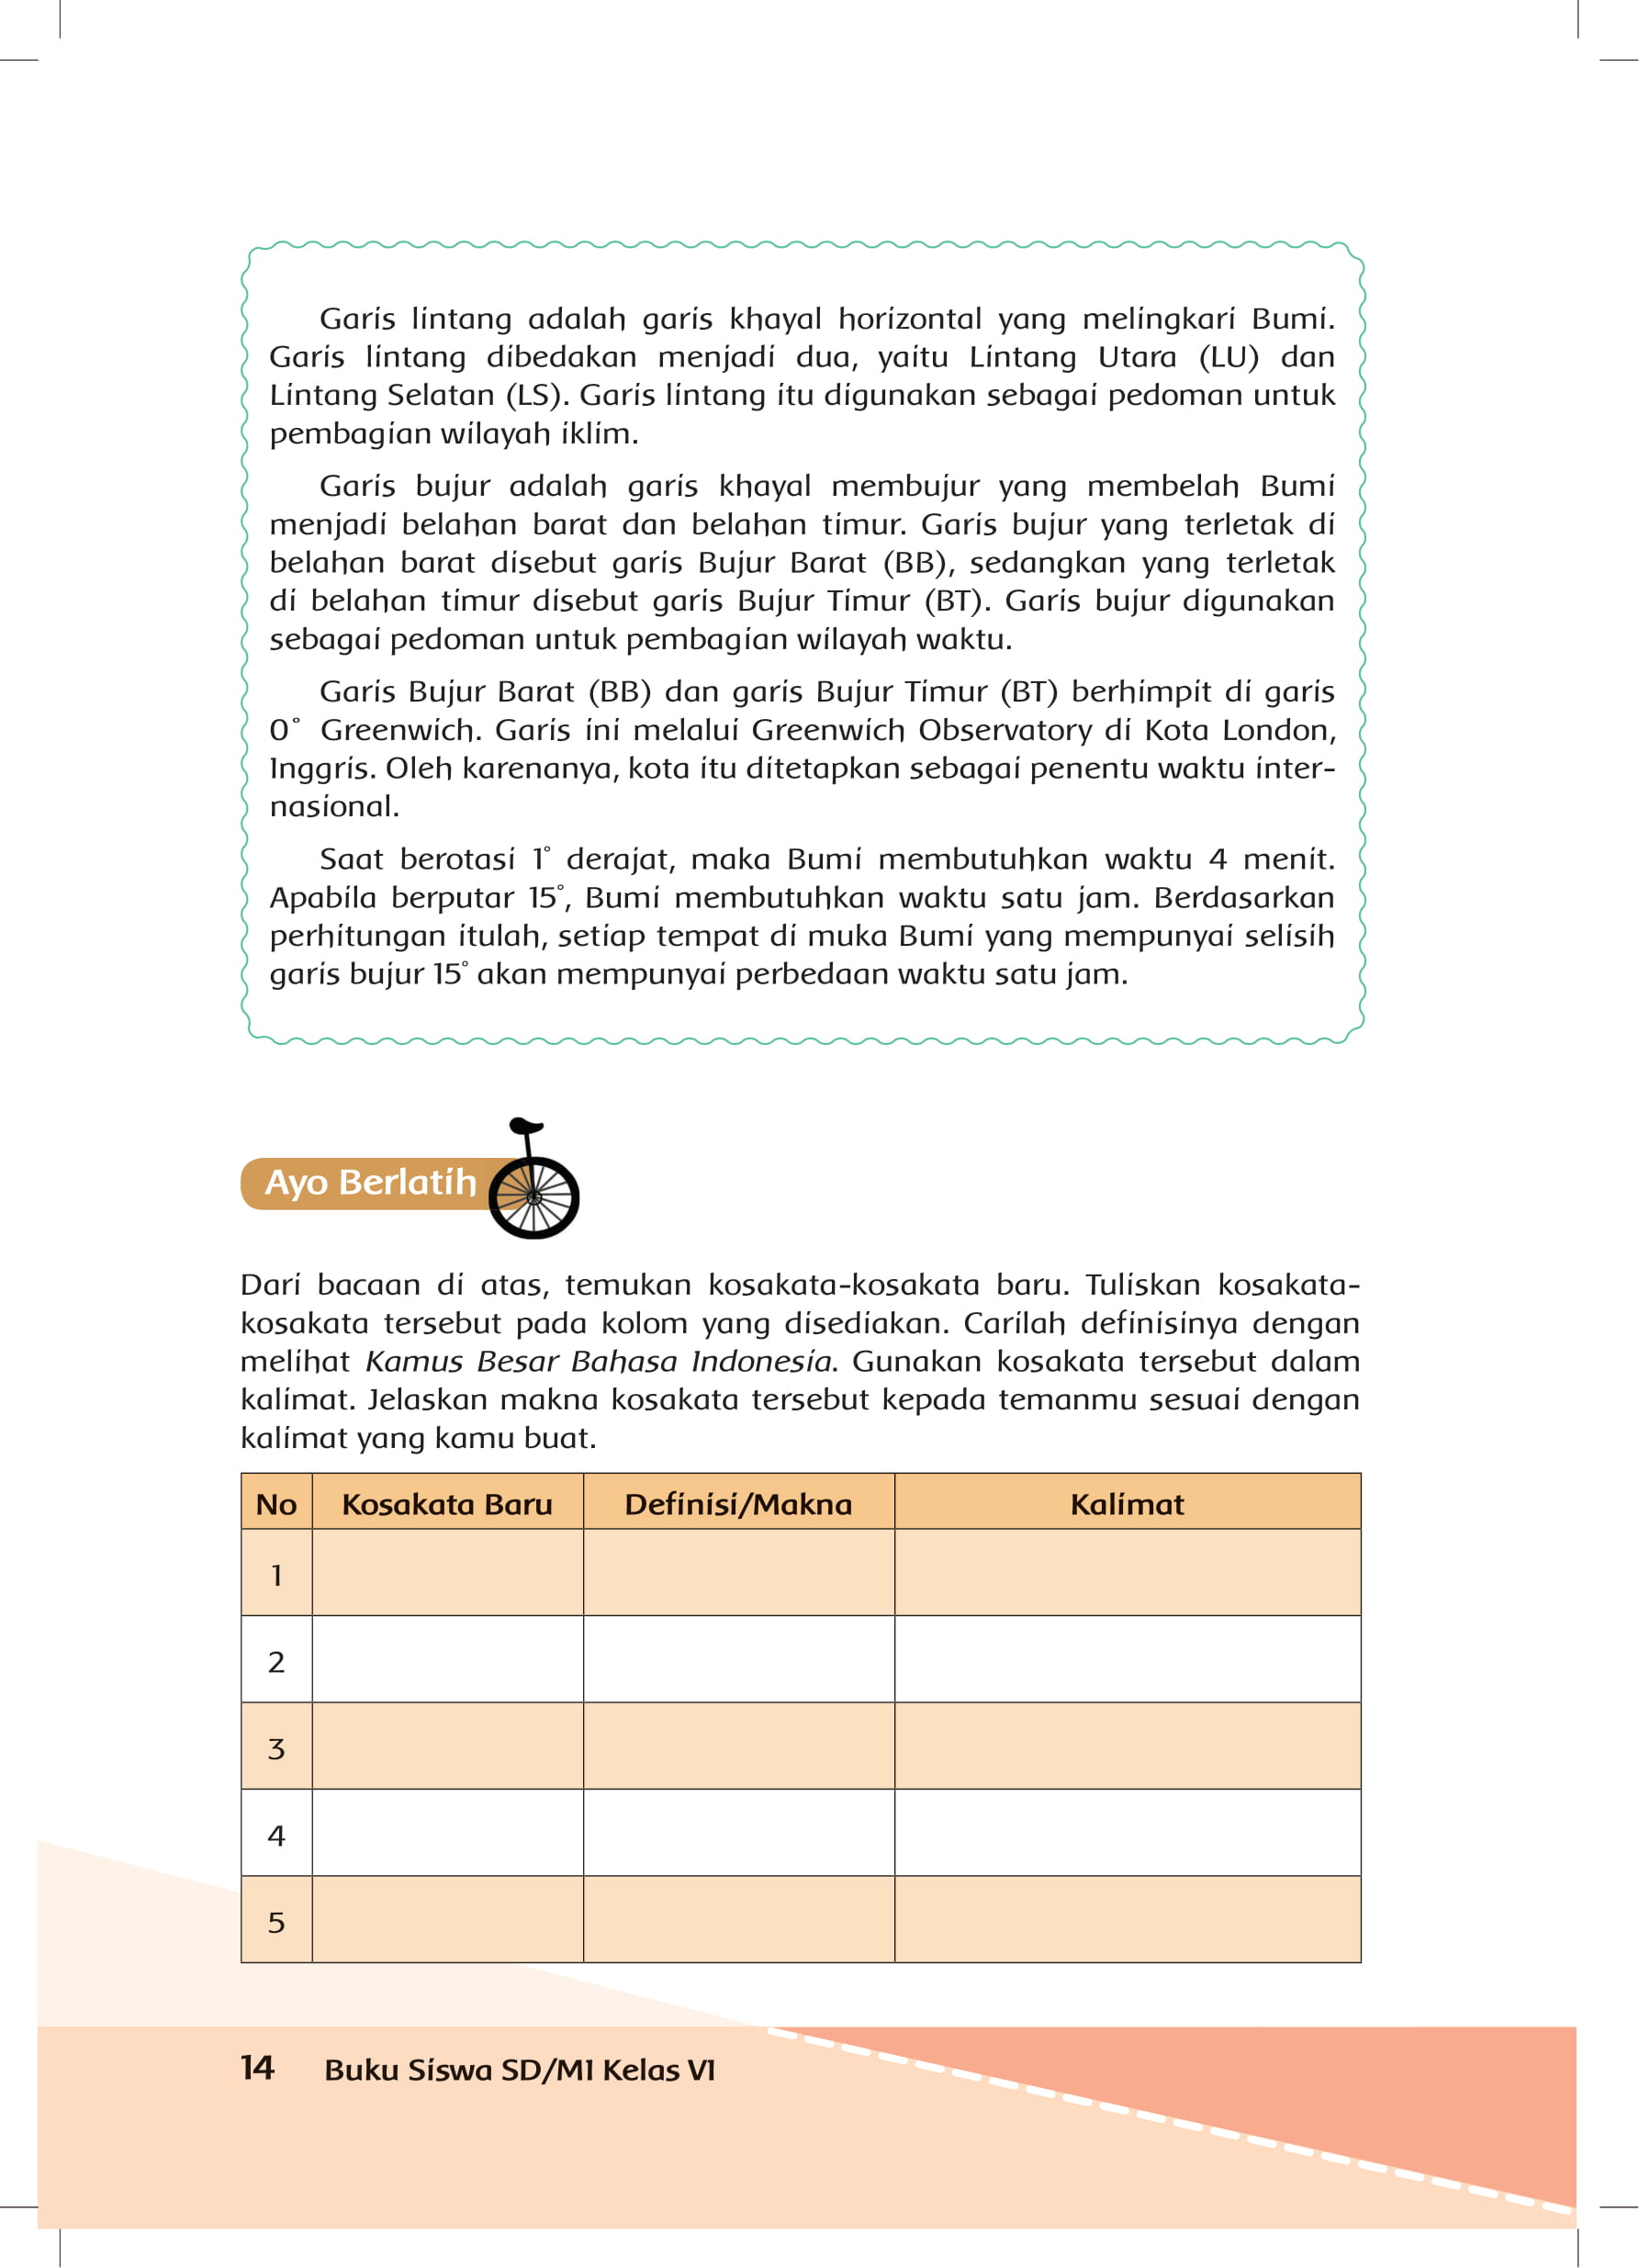 Garis lintang adalah garis khayal horizontal yang melingkari Bumi.
Garis lintang dibedakan menjadi dua, yaitu Lintang Utara (LU) dan
Lintang Selatan (LS). Garis lintang itu digunakan sebagai pedoman untuk
pembagian wilayah iklim.
Garis bujur adalah garis khayal membujur yang membelah Bumi
menjadi belahan barat dan belahan timur. Garis bujur yang terletak di
belahan barat disebut garis Bujur Barat (BB), sedangkan yang terletak
di belahan timur disebut garis Bujur Timur (BT). Garis bujur digunakan
sebagai pedoman untuk pembagian wilayah waktu.
Garis Bujur Barat (BB) dan garis Bujur Timur (BT) berhimpit di garis
0° Greenwich. Garis ini melalui Greenwich Observatory di Kota London,
Inggris. Oleh karenanya, kota itu ditetapkan sebagai penentu waktu inter-
nasional.
Saat berotasi 1° derajat, maka Bumi membutuhkan waktu 4 menit.
Apabila berputar 15°, Bumi membutuhkan waktu satu jam. Berdasarkan
perhitungan itulah, setiap tempat di muka Bumi yang mempunyai selisih
garis bujur 15° akan mempunyai perbedaan waktu satu jam.
Ayo Berlatih
Dari bacaan di atas, temukan kosakata-kosakata baru. Tuliskan kosakata-
kosakata tersebut pada kolom yang disediakan. Carilah definisinya dengan
melihat Kamus Besar Bahasa Indonesia. Gunakan kosakata tersebut dalam
kalimat. Jelaskan makna kosakata tersebut kepada temanmu sesuai dengan
kalimat yang kamu buat.
No Kosakata Baru Definisi/Makna Kalimat
1
2
3
4
5
14 Buku Siswa SD/MI Kelas VI